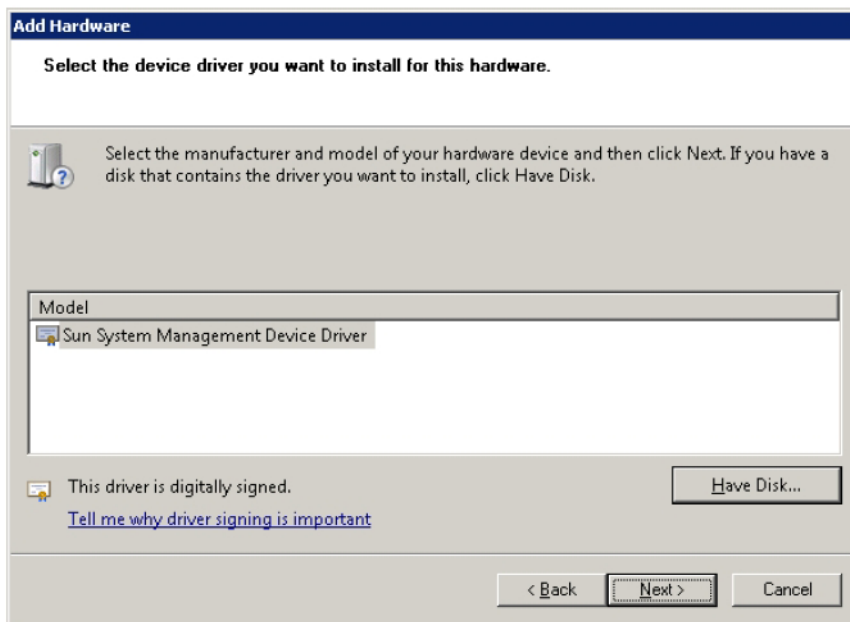 Add Hardware
Select the device driver you want to install for this hardware.
Select the manufacturer and model of your hardware device and then click Next. If you have a
disk that contains the driver you want to install, click Have Disk.
Model
Sun System Management Device Driver
This driver is digitally signed.
Have Disk...
Tell me why driver signing is important
< Back
Next >
Cancel